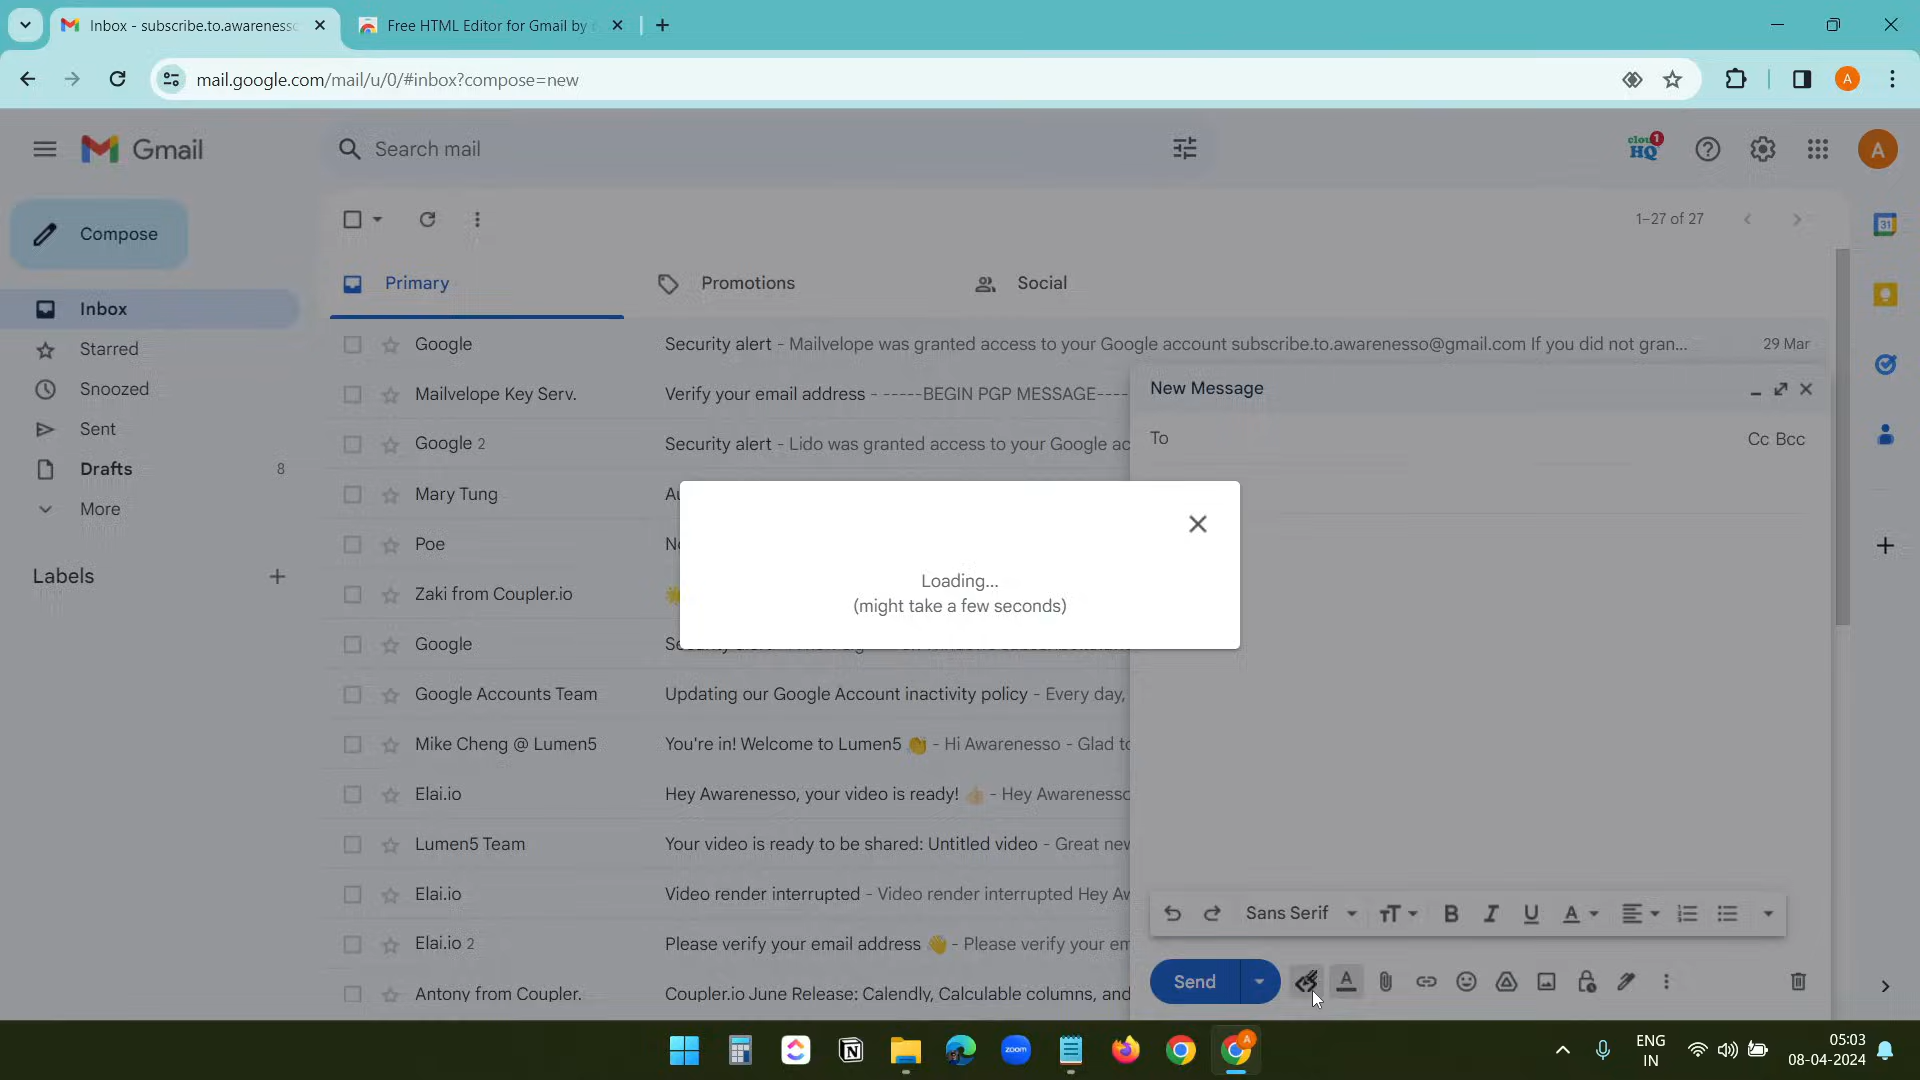 Inbox - subscribe.to.awarenesso
Free HTML Editor for Gmail by
mail.google.com/mail/u/0/#inbox?compose=new
A
Gmail
Search mail
cloudHQ 1
A
Compose
1–27 of 27
31
Primary
Promotions
Social
Inbox
Starred
Snoozed
Sent
Drafts 8
More
Labels
Google Security alert - Mailvelope was granted access to your Google account subscribe.to.awarenesso@gmail.com If you did not gran... 29 Mar
Mailvelope Key Serv. Verify your email address - -----BEGIN PGP MESSAGE----
Google 2 Security alert - Lido was granted access to your Google ac
Mary Tung
Poe
Zaki from Coupler.io
Google
Google Accounts Team Updating our Google Account inactivity policy - Every day,
Mike Cheng @ Lumen5 You're in! Welcome to Lumen5 👏 - Hi Awarenesso - Glad to
Elai.io Hey Awarenesso, your video is ready! 👍 - Hey Awarenesso
Lumen5 Team Your video is ready to be shared: Untitled video - Great new
Elai.io Video render interrupted - Video render interrupted Hey Aw
Elai.io 2 Please verify your email address 👋 - Please verify your em
Antony from Coupler. Coupler.io June Release: Calendly, Calculable columns, and
New Message
To
Cc Bcc
Loading...
(might take a few seconds)
Sans Serif
Send
zoom
A
ENG
IN
05:03
08-04-2024